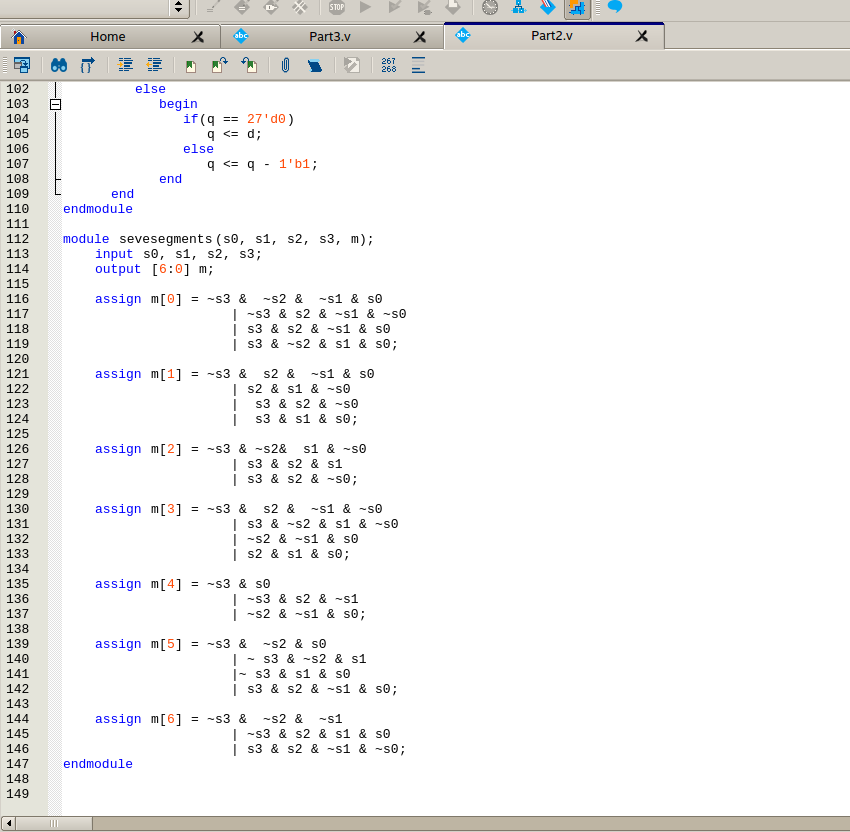 STOP
Home
Part3.v
abc
Part2.v
abc
267
268
102 else
103 begin
104 if(q == 27'd0)
105 q <= d;
106 else
107 q <= q - 1'b1;
108 end
109 end
110 endmodule
111
112 module sevesegments(s0, s1, s2, s3, m);
113 input s0, s1, s2, s3;
114 output [6:0] m;
115
116 assign m[0] = ~s3 &  ~s2 &  ~s1 & s0
117 | ~s3 & s2 & ~s1 & ~s0
118 | s3 & s2 & ~s1 & s0
119 | s3 & ~s2 & s1 & s0;
120
121 assign m[1] = ~s3 &  s2 &  ~s1 & s0
122 | s2 & s1 & ~s0
123 |  s3 & s2 & ~s0
124 |  s3 & s1 & s0;
125
126 assign m[2] = ~s3 & ~s2&  s1 & ~s0
127 | s3 & s2 & s1
128 | s3 & s2 & ~s0;
129
130 assign m[3] = ~s3 &  s2 &  ~s1 & ~s0
131 | s3 & ~s2 & s1 & ~s0
132 | ~s2 & ~s1 & s0
133 | s2 & s1 & s0;
134
135 assign m[4] = ~s3 & s0
136 | ~s3 & s2 & ~s1
137 | ~s2 & ~s1 & s0;
138
139 assign m[5] = ~s3 &  ~s2 & s0
140 | ~ s3 & ~s2 & s1
141 |~ s3 & s1 & s0
142 | s3 & s2 & ~s1 & s0;
143
144 assign m[6] = ~s3 &  ~s2 &  ~s1
145 | ~s3 & s2 & s1 & s0
146 | s3 & s2 & ~s1 & ~s0;
147 endmodule
148
149